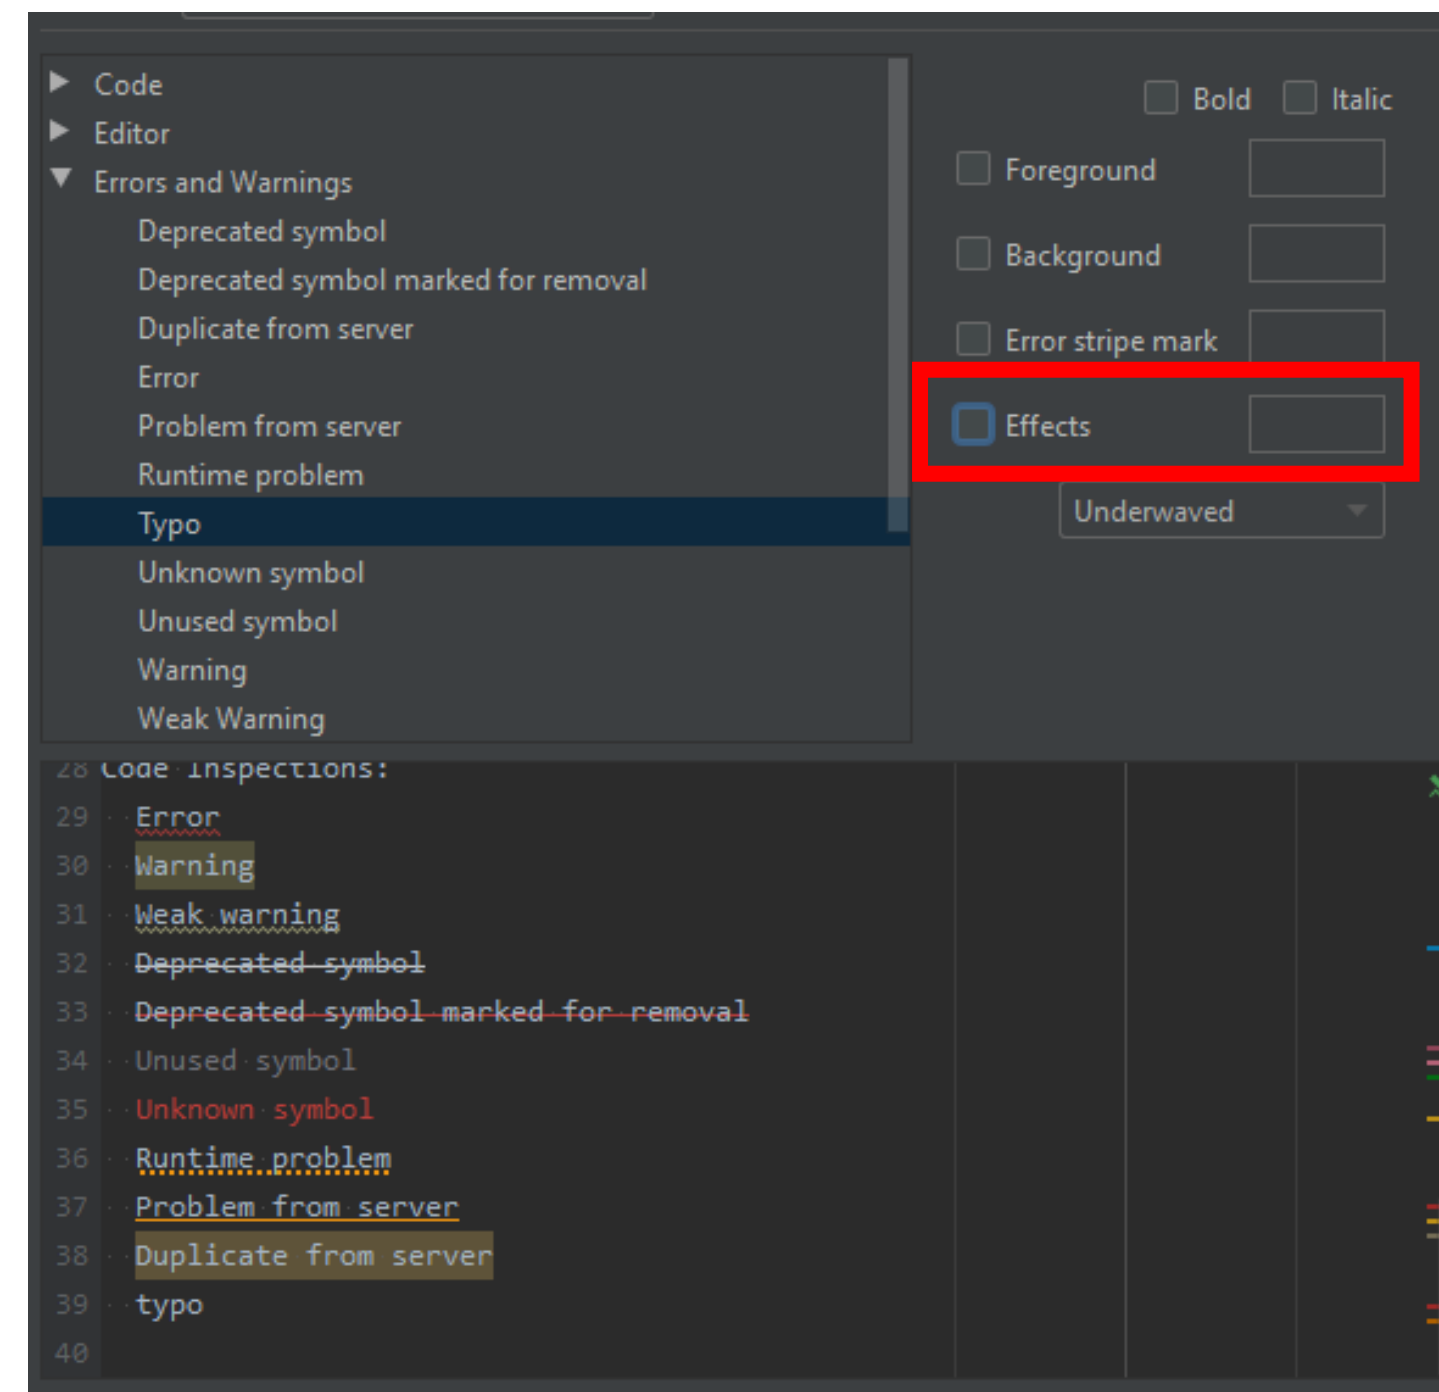 Code
Editor
Errors and Warnings
Deprecated symbol
Deprecated symbol marked for removal
Duplicate from server
Error
Problem from server
Runtime problem
Typo
Unknown symbol
Unused symbol
Warning
Weak Warning
Bold Italic
Foreground
Background
Error stripe mark
Effects
Underwaved
28 Code Inspections:
29 Error
30 Warning
31 Weak warning
32 Deprecated symbol
33 Deprecated symbol marked for removal
34 Unused symbol
35 Unknown symbol
36 Runtime problem
37 Problem from server
38 Duplicate from server
39 typo
40